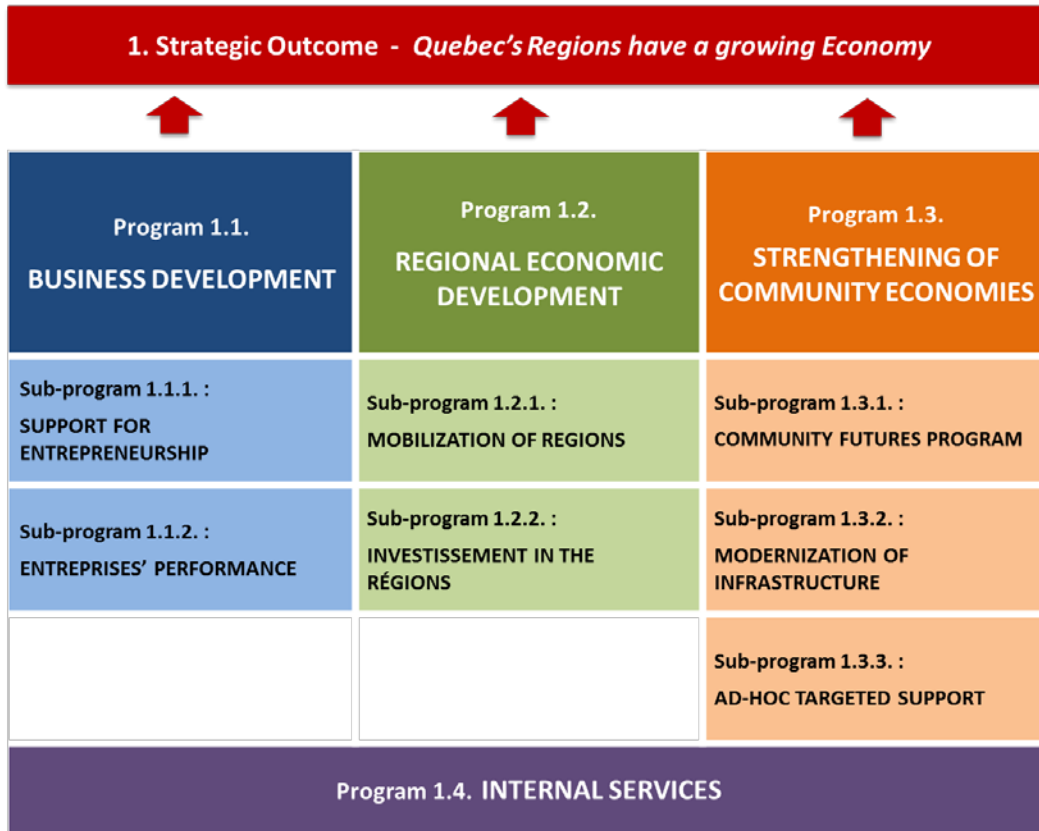 1. Strategic Outcome - Quebec's Regions have a growing Economy
Program 1.1.
BUSINESS DEVELOPMENT
Program 1.2.
REGIONAL ECONOMIC
DEVELOPMENT
Program 1.3.
STRENGTHENING OF
COMMUNITY ECONOMIES
Sub-program 1.1.1. :
SUPPORT FOR
ENTREPRENEURSHIP
Sub-program 1.2.1. :
MOBILIZATION OF REGIONS
Sub-program 1.3.1. :
COMMUNITY FUTURES PROGRAM
Sub-program 1.1.2. :
ENTREPRISES' PERFORMANCE
Sub-program 1.2.2. :
INVESTISSEMENT IN THE
RÉGIONS
Sub-program 1.3.2. :
MODERNIZATION OF
INFRASTRUCTURE
Sub-program 1.3.3. :
AD-HOC TARGETED SUPPORT
Program 1.4. INTERNAL SERVICES